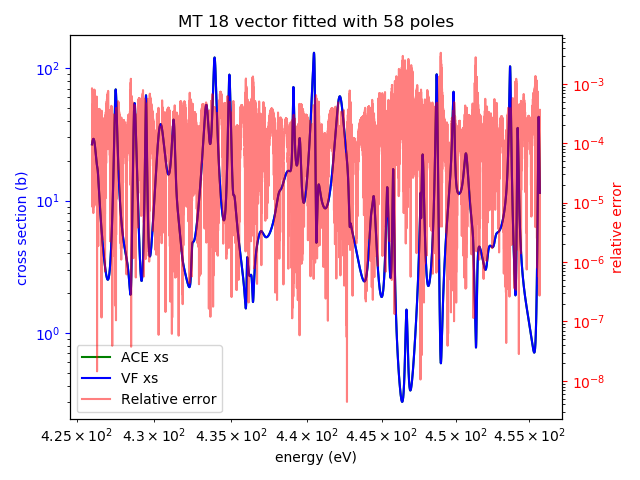 MT 18 vector fitted with 58 poles
cross section (b)
10²
10¹
10⁰
ACE xs
VF xs
Relative error
10⁻³
10⁻⁴
10⁻⁵
10⁻⁶
10⁻⁷
10⁻⁸
relative error
4.25 × 10² 4.3 × 10² 4.35 × 10² 4.4 × 10² 4.45 × 10² 4.5 × 10² 4.55 × 10²
energy (eV)